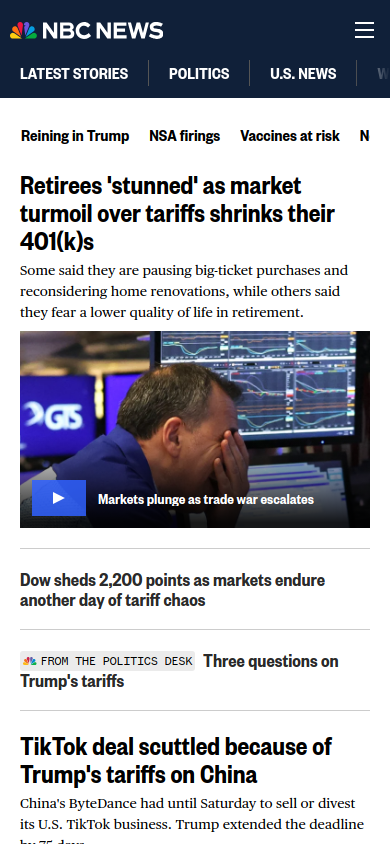 NBC NEWS
LATEST STORIES
POLITICS
U.S. NEWS
Reining in Trump
NSA firings
Vaccines at risk
Retirees 'stunned' as market
turmoil over tariffs shrinks their
401(k)s
Some said they are pausing big-ticket purchases and
reconsidering home renovations, while others said
they fear a lower quality of life in retirement.
GTS
Markets plunge as trade war escalates
Dow sheds 2,200 points as markets endure
another day of tariff chaos
FROM THE POLITICS DESK Three questions on
Trump's tariffs
TikTok deal scuttled because of
Trump's tariffs on China
China's ByteDance had until Saturday to sell or divest
its U.S. TikTok business. Trump extended the deadline
by 75 days